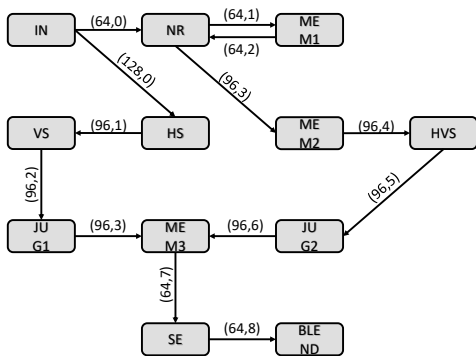 IN
(64,0)
NR
(64,1)
(64,2)
ME
M1
(128,0)
(96,3)
VS
(96,1)
HS
ME
M2
(96,4)
HVS
(96,2)
(96,5)
JU
G1
(96,3)
ME
M3
(96,6)
JU
G2
(64,7)
SE
(64,8)
BLE
ND